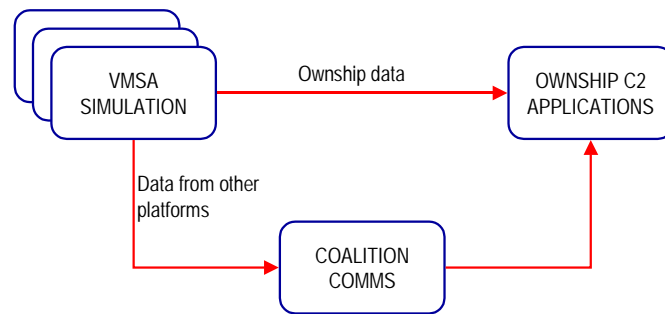 VMSA
SIMULATION
Ownship data
OWNSHIP C2
APPLICATIONS
Data from other
platforms
COALITION
COMMS